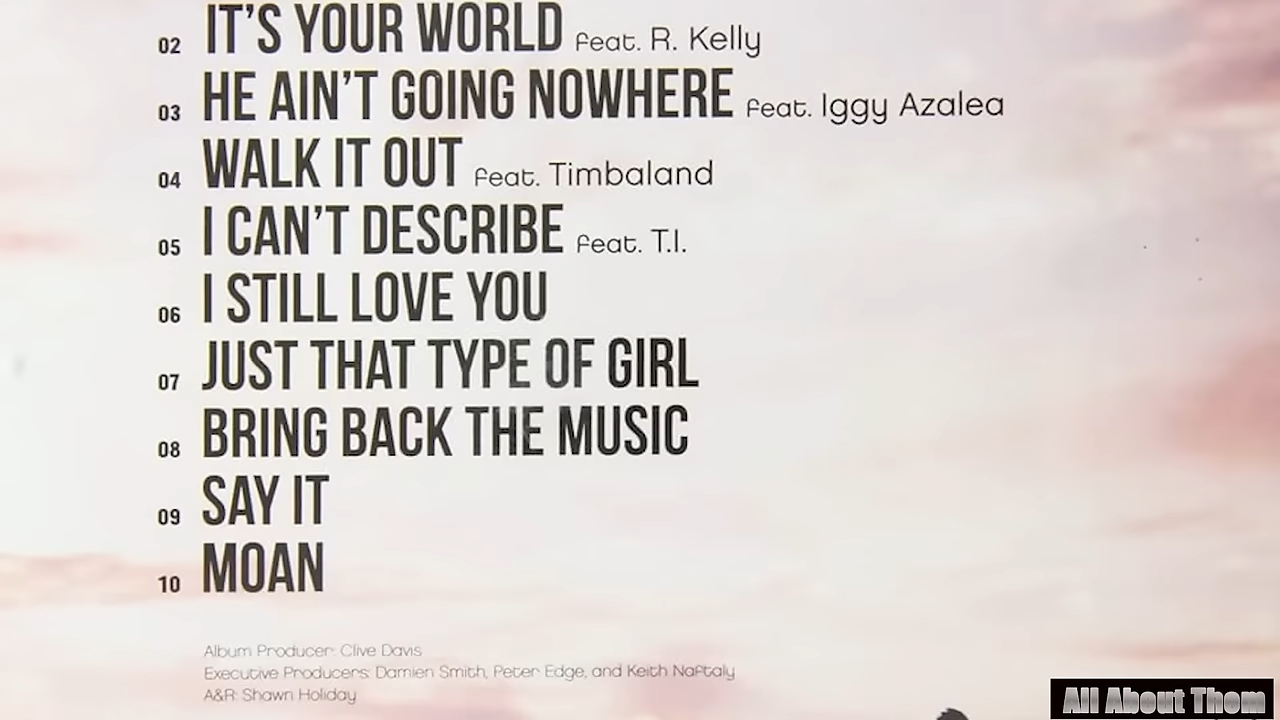 02 IT'S YOUR WORLD feat. R. Kelly
03 HE AIN'T GOING NOWHERE feat. Iggy Azalea
04 WALK IT OUT feat. Timbaland
05 I CAN'T DESCRIBE feat. T.I.
06 I STILL LOVE YOU
07 JUST THAT TYPE OF GIRL
08 BRING BACK THE MUSIC
09 SAY IT
10 MOAN
Album Producer: Clive Davis
Executive Producers: Damien Smith, Peter Edge, and Keith Naftaly
A&R: Shawn Holiday
All About Them